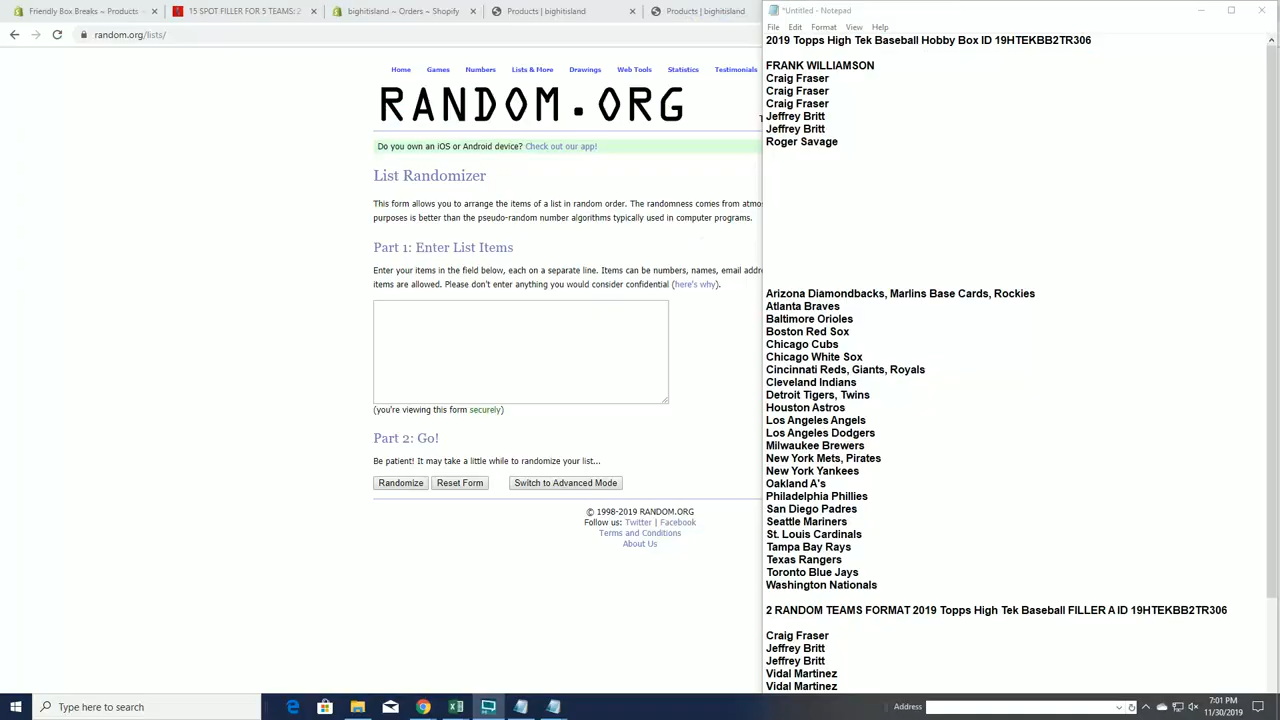 Friendly Box Breaks ~ Products ~
15 SPOT FILLER FOR 5 TEAMS: 2
bighitisland ~ Orders ~ Shopify
Products | bighitisland
Products | bighitisland
random.org/lists/
Home Games Numbers Lists & More Drawings Web Tools Statistics Testimonials
RANDOM.ORG
Do you own an iOS or Android device? Check out our app!
List Randomizer
This form allows you to arrange the items of a list in random order. The randomness comes from atmo
purposes is better than the pseudo-random number algorithms typically used in computer programs.
Part 1: Enter List Items
Enter your items in the field below, each on a separate line. Items can be numbers, names, email addre
items are allowed. Please don't enter anything you would consider confidential (here's why).
(you're viewing this form securely)
Part 2: Go!
Be patient! It may take a little while to randomize your list...
Randomize Reset Form Switch to Advanced Mode
© 1998-2019 RANDOM.ORG
Follow us: Twitter | Facebook
Terms and Conditions
About Us
*Untitled - Notepad
File Edit Format View Help
2019 Topps High Tek Baseball Hobby Box ID 19HTEKBB2TR306
FRANK WILLIAMSON
Craig Fraser
Craig Fraser
Craig Fraser
Jeffrey Britt
Jeffrey Britt
Roger Savage
Arizona Diamondbacks, Marlins Base Cards, Rockies
Atlanta Braves
Baltimore Orioles
Boston Red Sox
Chicago Cubs
Chicago White Sox
Cincinnati Reds, Giants, Royals
Cleveland Indians
Detroit Tigers, Twins
Houston Astros
Los Angeles Angels
Los Angeles Dodgers
Milwaukee Brewers
New York Mets, Pirates
New York Yankees
Oakland A's
Philadelphia Phillies
San Diego Padres
Seattle Mariners
St. Louis Cardinals
Tampa Bay Rays
Texas Rangers
Toronto Blue Jays
Washington Nationals
2 RANDOM TEAMS FORMAT 2019 Topps High Tek Baseball FILLER A ID 19HTEKBB2TR306
Craig Fraser
Jeffrey Britt
Jeffrey Britt
Vidal Martinez
Vidal Martinez
Type here to search
Address
7:01 PM
11/30/2019